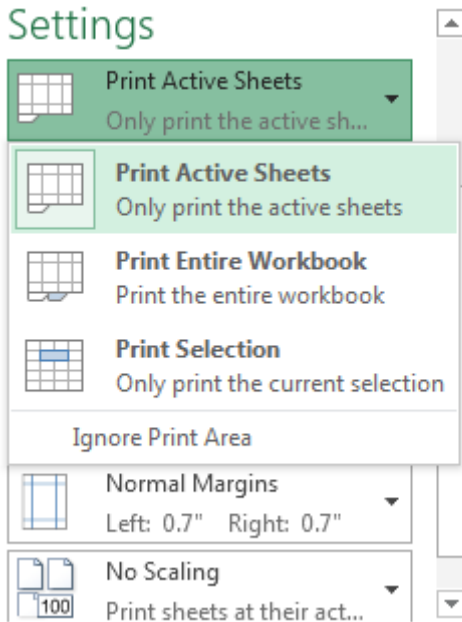 Settings
Print Active Sheets
Only print the active sh...
Print Active Sheets
Only print the active sheets
Print Entire Workbook
Print the entire workbook
Print Selection
Only print the current selection
Ignore Print Area
Normal Margins
Left: 0.7" Right: 0.7"
No Scaling
100
Print sheets at their act...